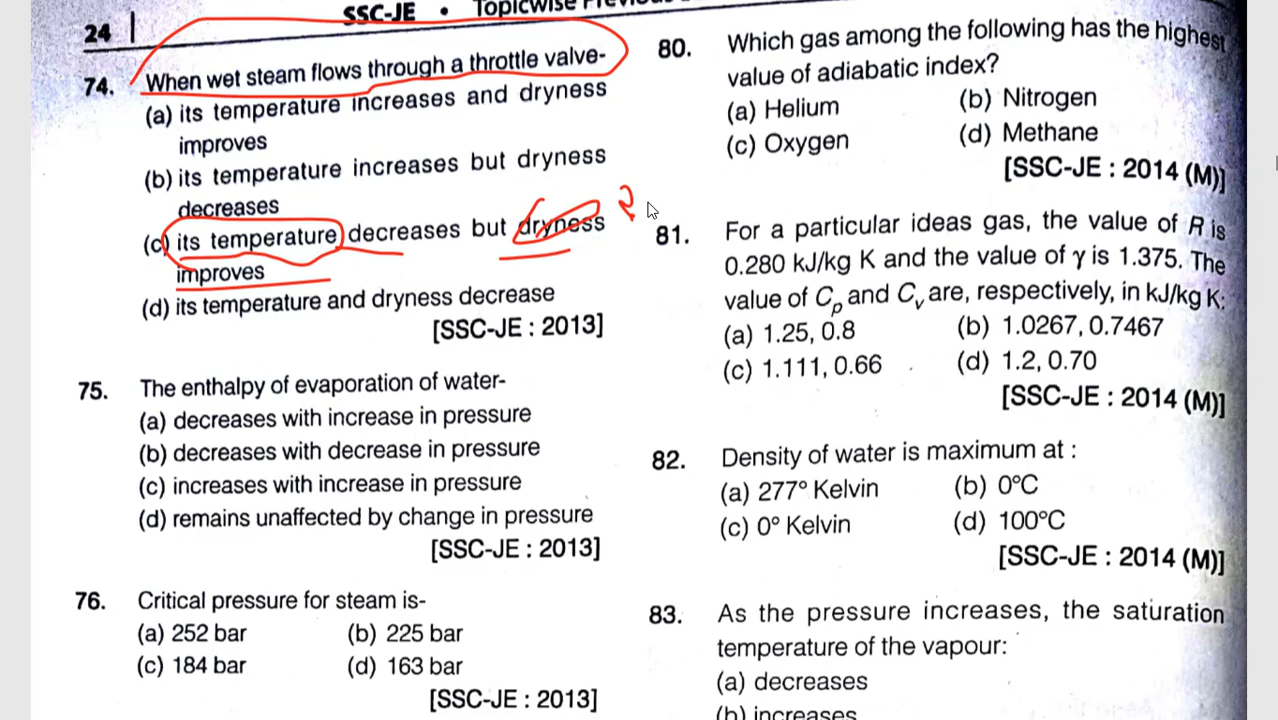 24
SSC-JE • Topicwise
74. When wet steam flows through a throttle valve-
(a) its temperature increases and dryness
improves
(b) its temperature increases but dryness
decreases
(c) its temperature decreases but dryness
improves
(d) its temperature and dryness decrease
[SSC-JE : 2013]
75. The enthalpy of evaporation of water-
(a) decreases with increase in pressure
(b) decreases with decrease in pressure
(c) increases with increase in pressure
(d) remains unaffected by change in pressure
[SSC-JE : 2013]
76. Critical pressure for steam is-
(a) 252 bar (b) 225 bar
(c) 184 bar (d) 163 bar
[SSC-JE : 2013]
80. Which gas among the following has the highest
value of adiabatic index?
(a) Helium (b) Nitrogen
(c) Oxygen (d) Methane
[SSC-JE : 2014 (M)]
81. For a particular ideas gas, the value of R is
0.280 kJ/kg K and the value of γ is 1.375. The
value of Cp and Cv are, respectively, in kJ/kg K:
(a) 1.25, 0.8 (b) 1.0267, 0.7467
(c) 1.111, 0.66 (d) 1.2, 0.70
[SSC-JE : 2014 (M)]
82. Density of water is maximum at :
(a) 277° Kelvin (b) 0°C
(c) 0° Kelvin (d) 100°C
[SSC-JE : 2014 (M)]
83. As the pressure increases, the saturation
temperature of the vapour:
(a) decreases
(b) increases